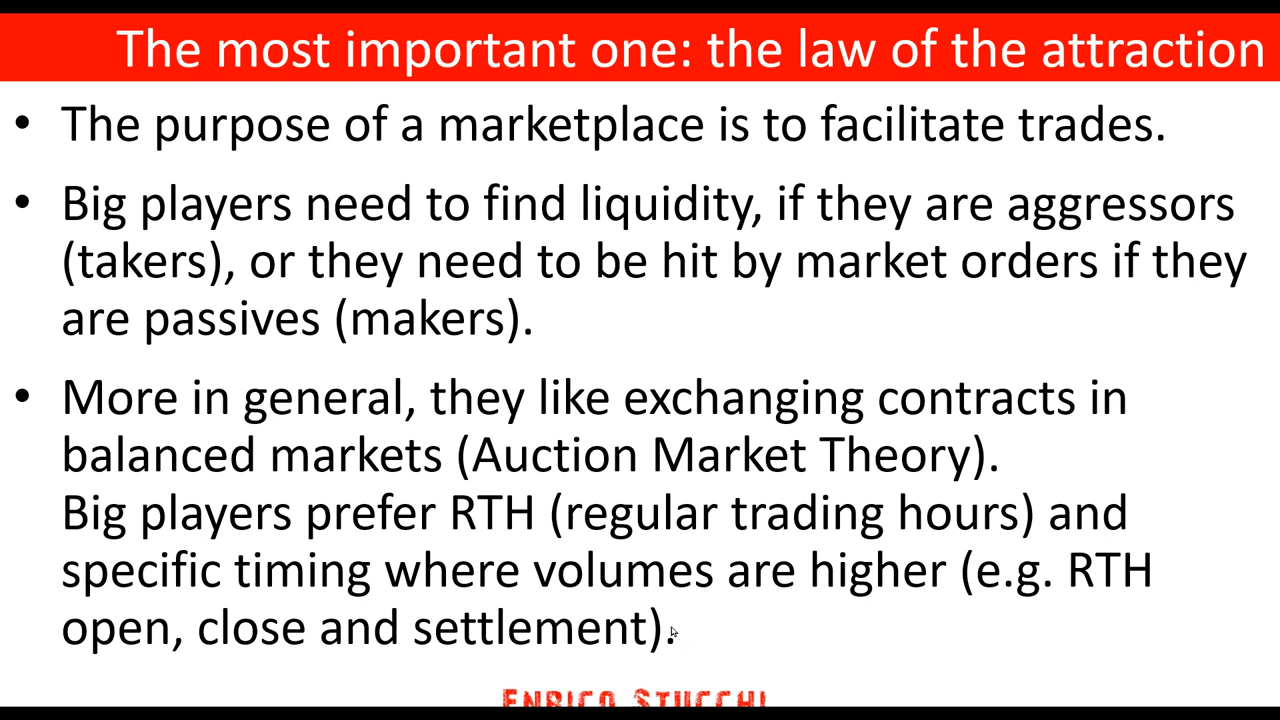 The most important one: the law of the attraction
• The purpose of a marketplace is to facilitate trades.
• Big players need to find liquidity, if they are aggressors
(takers), or they need to be hit by market orders if they
are passives (makers).
• More in general, they like exchanging contracts in
balanced markets (Auction Market Theory).
Big players prefer RTH (regular trading hours) and
specific timing where volumes are higher (e.g. RTH
open, close and settlement).
ENRICO STUCCHI